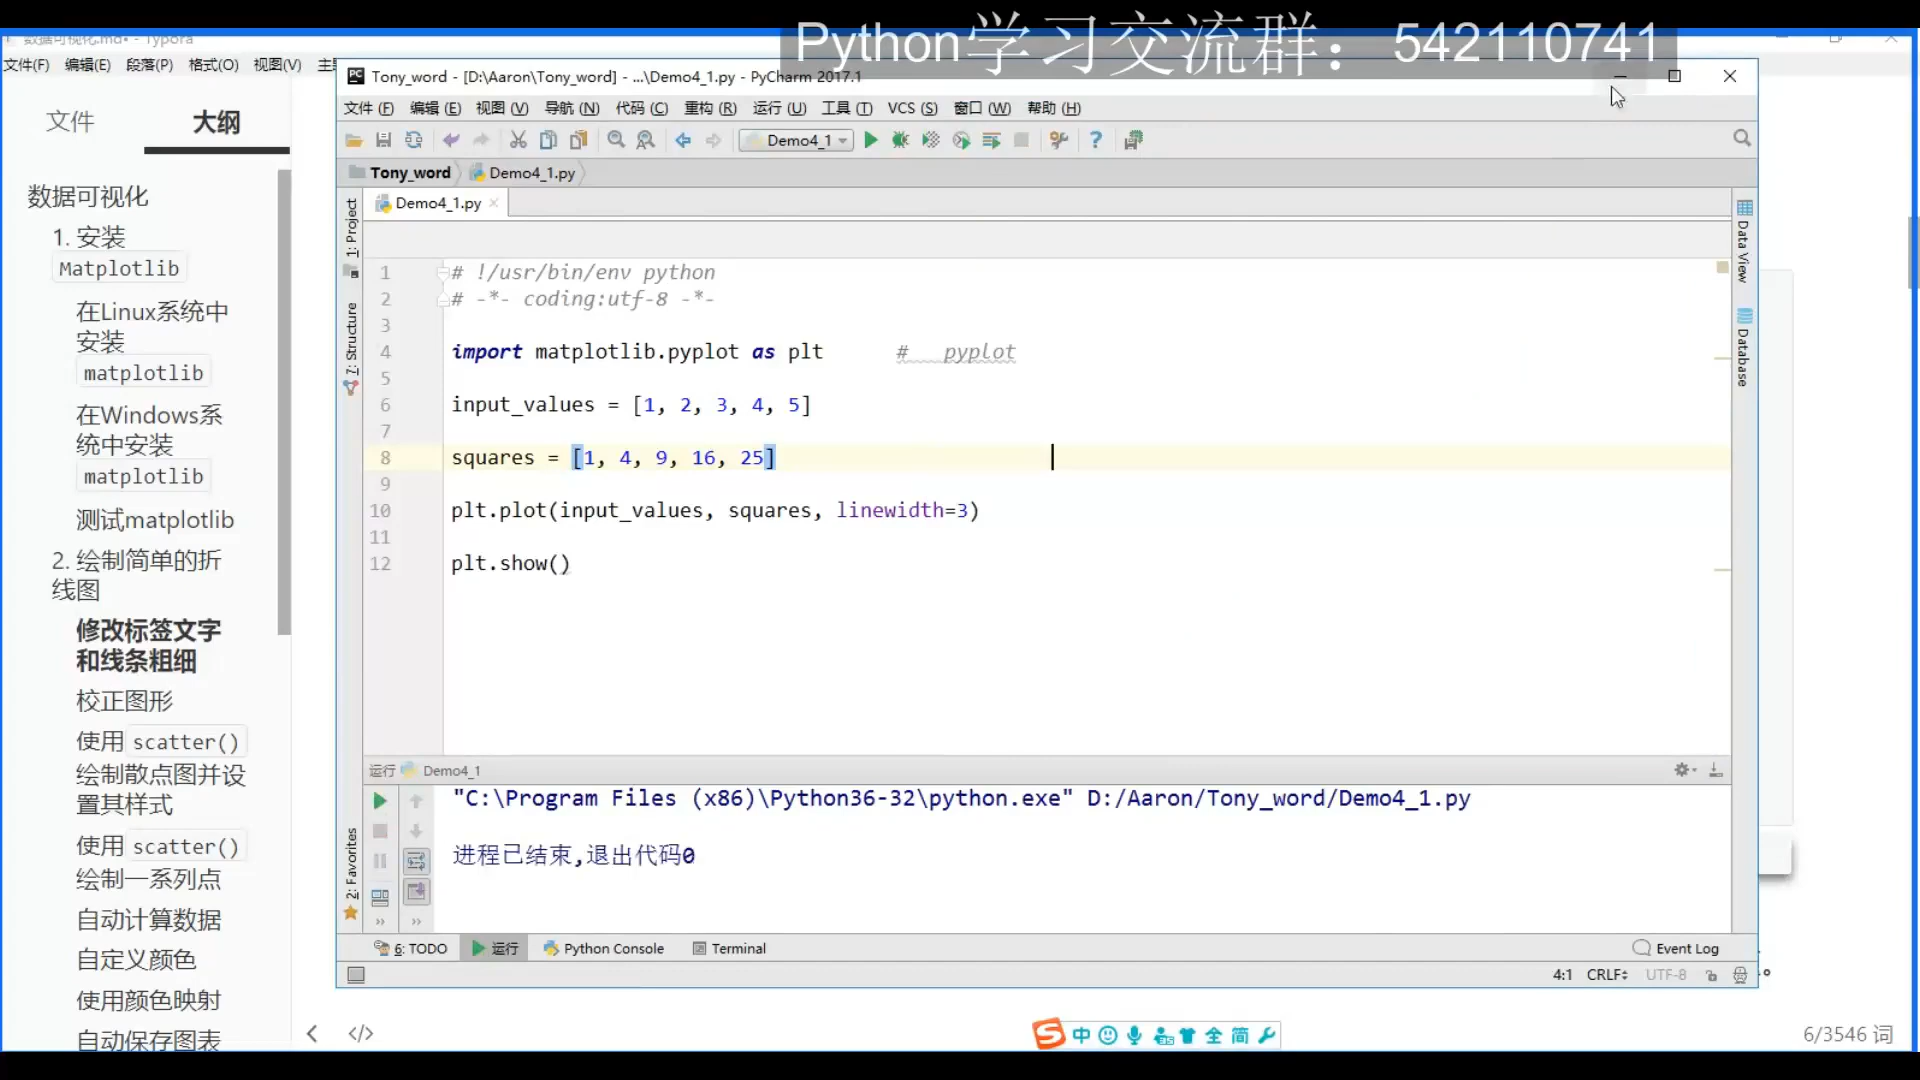 Python学习交流群：542110741
数据可视化.md• - Typora
文件(F) 编辑(E) 段落(P) 格式(O) 视图(V) 主
文件 大纲
数据可视化
1. 安装
Matplotlib
在Linux系统中
安装
matplotlib
在Windows系
统中安装
matplotlib
测试matplotlib
2. 绘制简单的折
线图
修改标签文字
和线条粗细
校正图形
使用 scatter()
绘制散点图并设
置其样式
使用 scatter()
绘制一系列点
自动计算数据
自定义颜色
使用颜色映射
自动保存图表
PC Tony_word - [D:\Aaron\Tony_word] - ...\Demo4_1.py - PyCharm 2017.1
文件 (F) 编辑 (E) 视图 (V) 导航 (N) 代码 (C) 重构 (R) 运行 (U) 工具 (T) VCS (S) 窗口 (W) 帮助 (H)
Demo4_1
Tony_word Demo4_1.py
Demo4_1.py
1: Project
7: Structure
2: Favorites
Data View
Database
1 # !/usr/bin/env python
2 # -*- coding:utf-8 -*-
3
4 import matplotlib.pyplot as plt # pyplot
5
6 input_values = [1, 2, 3, 4, 5]
7
8 squares = [1, 4, 9, 16, 25]
9
10 plt.plot(input_values, squares, linewidth=3)
11
12 plt.show()
运行 Demo4_1
"C:\Program Files (x86)\Python36-32\python.exe" D:/Aaron/Tony_word/Demo4_1.py
进程已结束,退出代码0
6: TODO 运行 Python Console Terminal Event Log
4:1 CRLF UTF-8
</>
S 中 全 简
6/3546 词